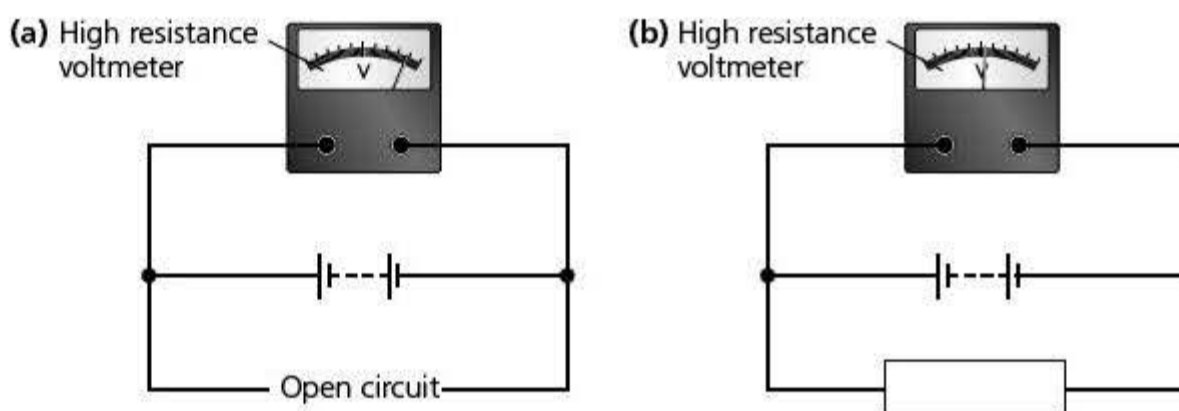 (a) High resistance
voltmeter
V
Open circuit
(b) High resistance
voltmeter
V